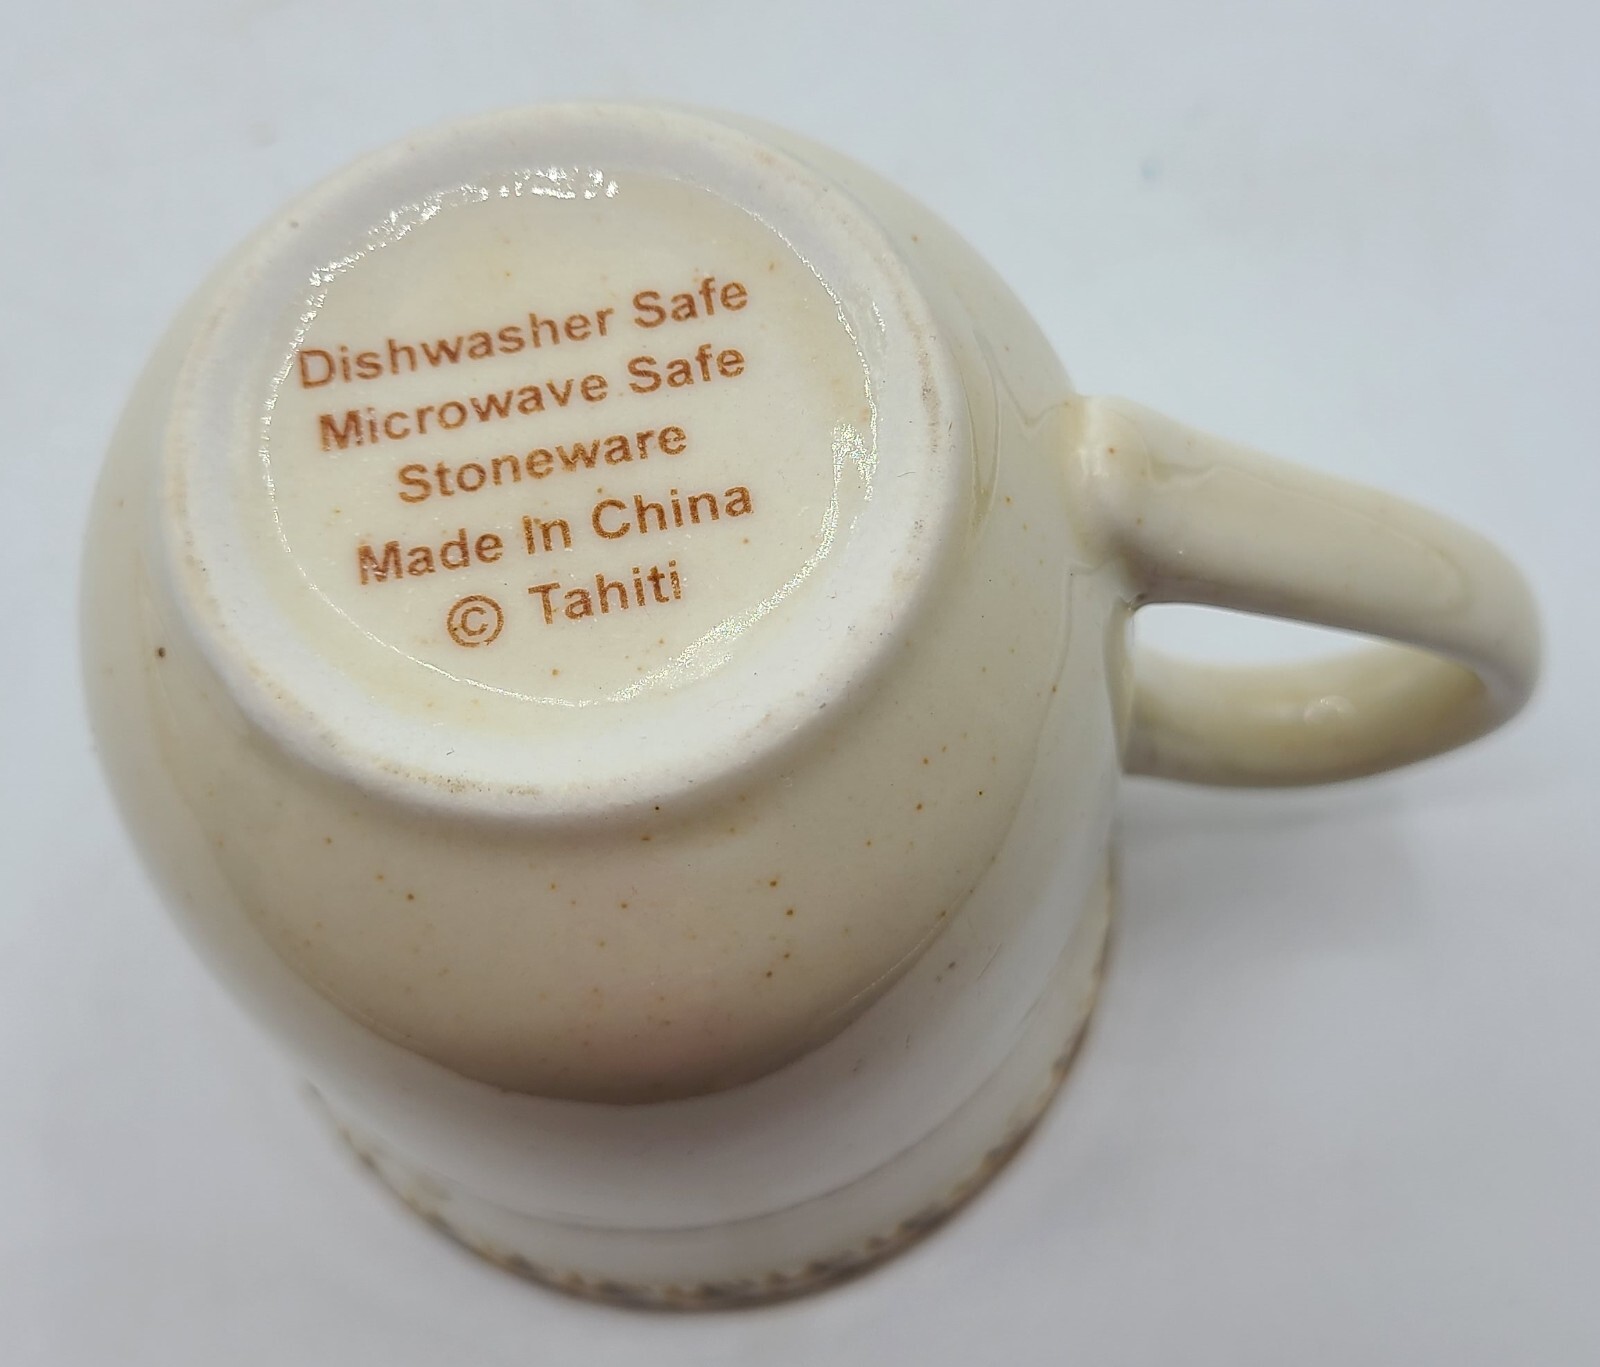 Dishwasher Safe
Microwave Safe
Stoneware
Made In China
© Tahiti